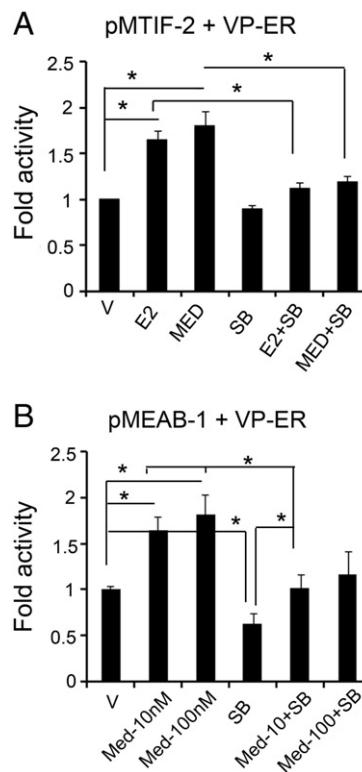 A
pMTIF-2 + VP-ER
Fold activity
2.5
2
1.5
1
0.5
0
* * * *
V E2 MED SB E2+SB MED+SB
B
pMEAB-1 + VP-ER
Fold activity
2.5
2
1.5
1
0.5
0
* * * * *
V Med-10nM Med-100nM SB Med-10+SB Med-100+SB